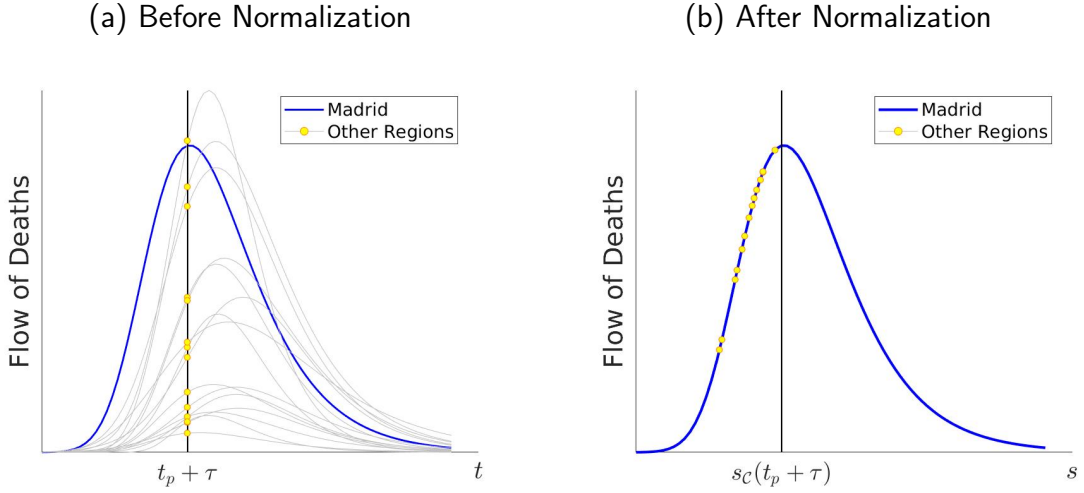 (a) Before Normalization
Flow of Deaths
Madrid
Other Regions
t_p + τ
t
(b) After Normalization
Flow of Deaths
Madrid
Other Regions
s_𝒞(t_p + τ)
s